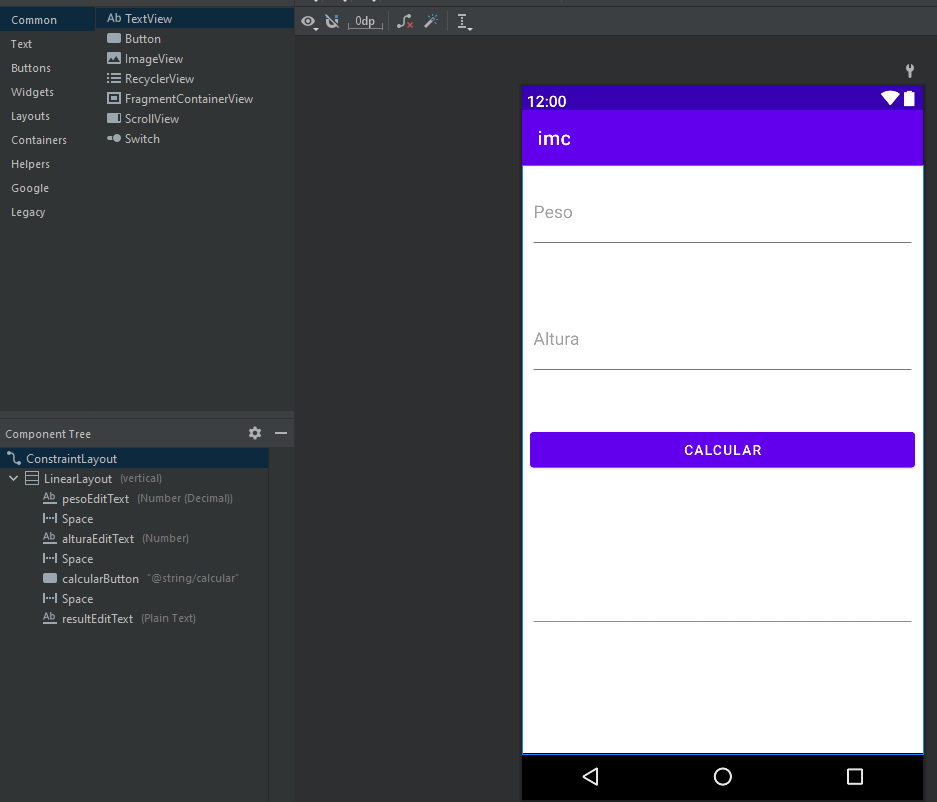 Common
Text
Buttons
Widgets
Layouts
Containers
Helpers
Google
Legacy
Ab TextView
Button
ImageView
RecyclerView
FragmentContainerView
ScrollView
Switch
0dp
12:00
imc
Peso
Altura
CALCULAR
Component Tree
ConstraintLayout
LinearLayout (vertical)
Ab pesoEditText (Number (Decimal))
Space
Ab alturaEditText (Number)
Space
calcularButton "@string/calcular"
Space
Ab resultEditText (Plain Text)